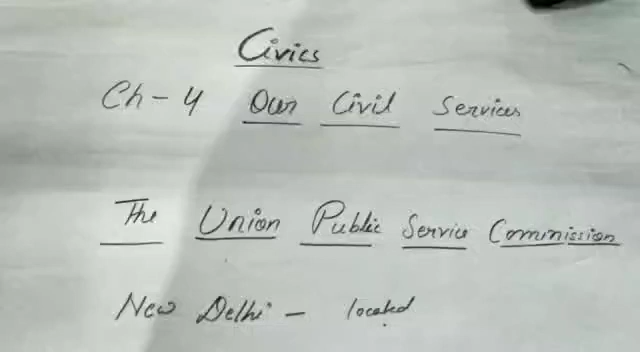 Civics
Ch - 4 Our Civil Services
The Union Public Service Commission
New Delhi - located